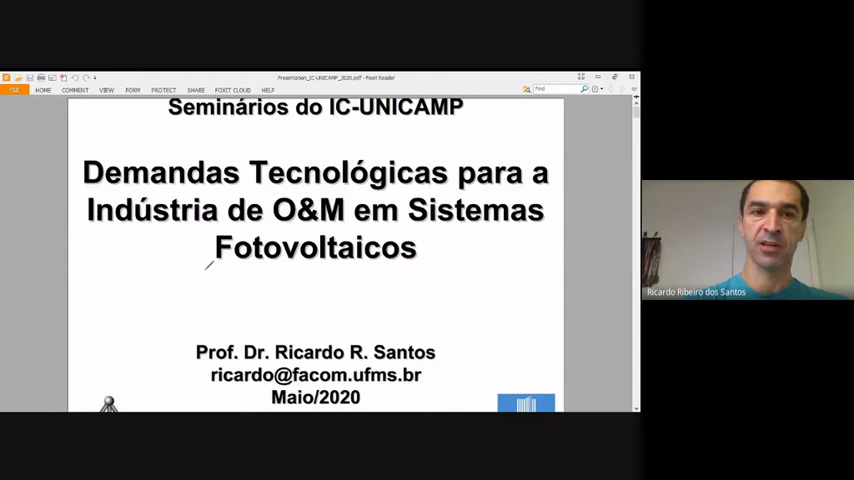 Presentation_IC-UNICAMP_2020.pdf - Foxit Reader
FILE HOME COMMENT VIEW FORM PROTECT SHARE FOXIT CLOUD HELP
Find
Seminários do IC-UNICAMP
Demandas Tecnológicas para a
Indústria de O&M em Sistemas
Fotovoltaicos
Prof. Dr. Ricardo R. Santos
ricardo@facom.ufms.br
Maio/2020
Ricardo Ribeiro dos Santos